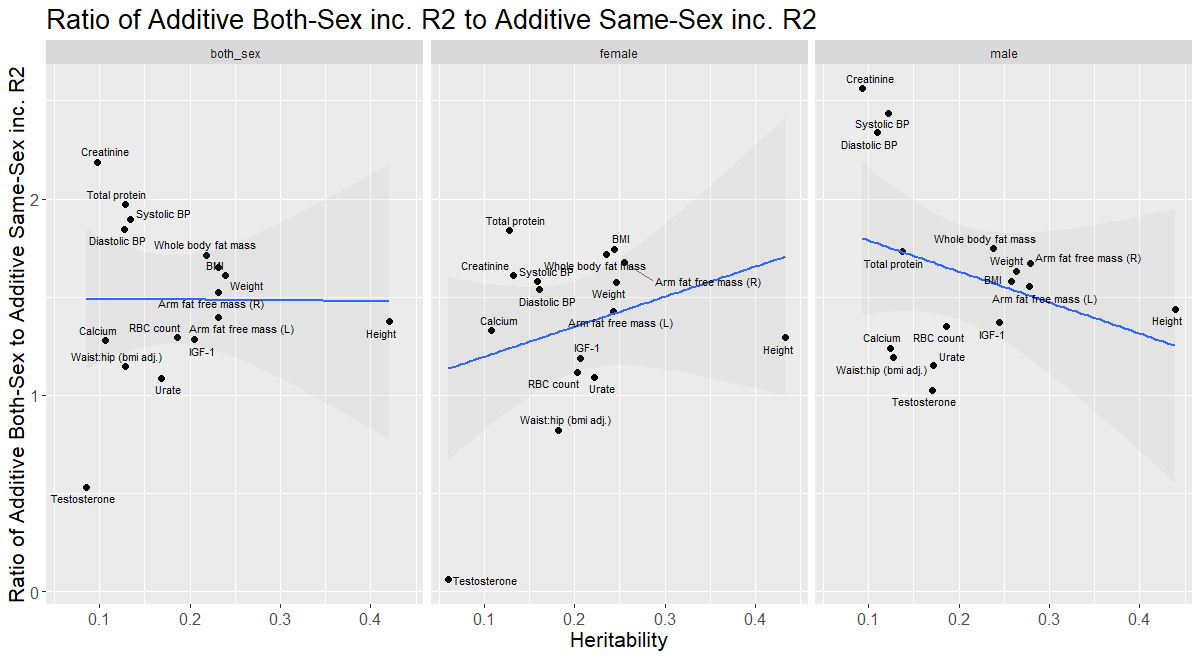 Ratio of Additive Both-Sex inc. R2 to Additive Same-Sex inc. R2
Ratio of Additive Both-Sex to Additive Same-Sex inc. R2
both_sex
Creatinine
Total protein
Systolic BP
Diastolic BP
Whole body fat mass
BMI
Weight
Arm fat free mass (R)
Calcium
RBC count
Arm fat free mass (L)
IGF-1
Height
Waist:hip (bmi adj.)
Urate
Testosterone
female
Total protein
BMI
Creatinine
Systolic BP
Whole body fat mass
Arm fat free mass (R)
Diastolic BP
Weight
Calcium
Arm fat free mass (L)
IGF-1
Height
RBC count
Urate
Waist:hip (bmi adj.)
Testosterone
male
Creatinine
Systolic BP
Diastolic BP
Whole body fat mass
Total protein
Weight
Arm fat free mass (R)
BMI
Arm fat free mass (L)
Height
Calcium
RBC count
IGF-1
Urate
Waist:hip (bmi adj.)
Testosterone
2
1
0
0.1 0.2 0.3 0.4
0.1 0.2 0.3 0.4
0.1 0.2 0.3 0.4
Heritability